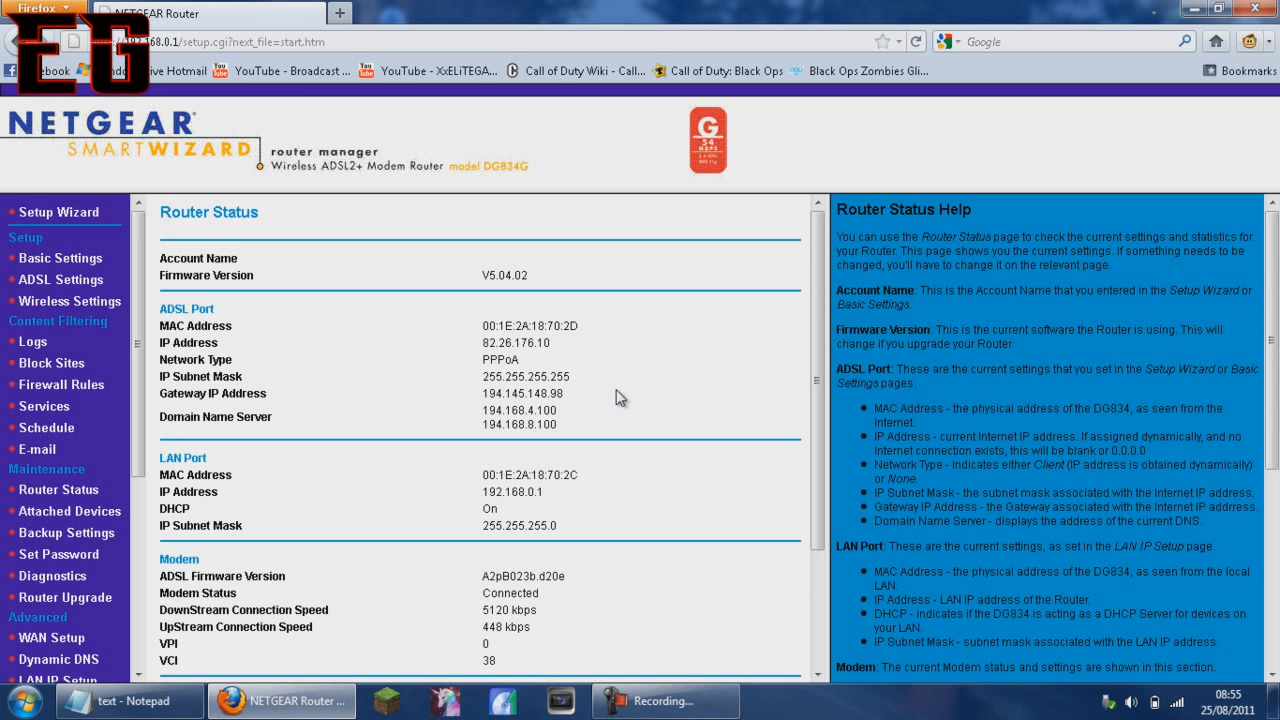 Firefox
NETGEAR Router
EG
192.168.0.1/setup.cgi?next_file=start.htm
Google
YouTube - Broadcast ...
YouTube - XxELiTEGA...
Call of Duty Wiki - Call...
Call of Duty: Black Ops
Black Ops Zombies Gli...
Bookmarks
NETGEAR
SMARTWIZARD
router manager
Wireless ADSL2+ Modem Router model DG834G
G
54
MBPS
2.4 GHz
802.11g
Setup Wizard
Setup
Basic Settings
ADSL Settings
Wireless Settings
Content Filtering
Logs
Block Sites
Firewall Rules
Services
Schedule
E-mail
Maintenance
Router Status
Attached Devices
Backup Settings
Set Password
Diagnostics
Router Upgrade
Advanced
WAN Setup
Dynamic DNS
LAN IP Setup
Router Status
Account Name
Firmware Version V5.04.02
ADSL Port
MAC Address 00:1E:2A:18:70:2D
IP Address 82.26.176.10
Network Type PPPoA
IP Subnet Mask 255.255.255.255
Gateway IP Address 194.145.148.98
Domain Name Server 194.168.4.100
194.168.8.100
LAN Port
MAC Address 00:1E:2A:18:70:2C
IP Address 192.168.0.1
DHCP On
IP Subnet Mask 255.255.255.0
Modem
ADSL Firmware Version A2pB023b.d20e
Modem Status Connected
DownStream Connection Speed 5120 kbps
UpStream Connection Speed 448 kbps
VPI 0
VCI 38
Router Status Help
You can use the Router Status page to check the current settings and statistics for
your Router. This page shows you the current settings. If something needs to be
changed, you'll have to change it on the relevant page.
Account Name: This is the Account Name that you entered in the Setup Wizard or
Basic Settings.
Firmware Version: This is the current software the Router is using. This will
change if you upgrade your Router.
ADSL Port: These are the current settings that you set in the Setup Wizard or Basic
Settings pages.
MAC Address - the physical address of the DG834, as seen from the
Internet.
IP Address - current Internet IP address. If assigned dynamically, and no
Internet connection exists, this will be blank or 0.0.0.0
Network Type - indicates either Client (IP address is obtained dynamically)
or None.
IP Subnet Mask - the subnet mask associated with the Internet IP address.
Gateway IP Address - the Gateway associated with the Internet IP addiress.
Domain Name Server - displays the address of the current DNS.
LAN Port: These are the current settings, as set in the LAN IP Setup page.
MAC Address - the physical address of the DG834, as seen from the local
LAN.
IP Address - LAN IP address of the Router.
DHCP - indicates if the DG834 is acting as a DHCP Server for devices on
your LAN.
IP Subnet Mask - subnet mask associated with the LAN IP address.
Modem: The current Modem status and settings are shown in this section.
text - Notepad
NETGEAR Router ...
Recording...
08:55
25/08/2011